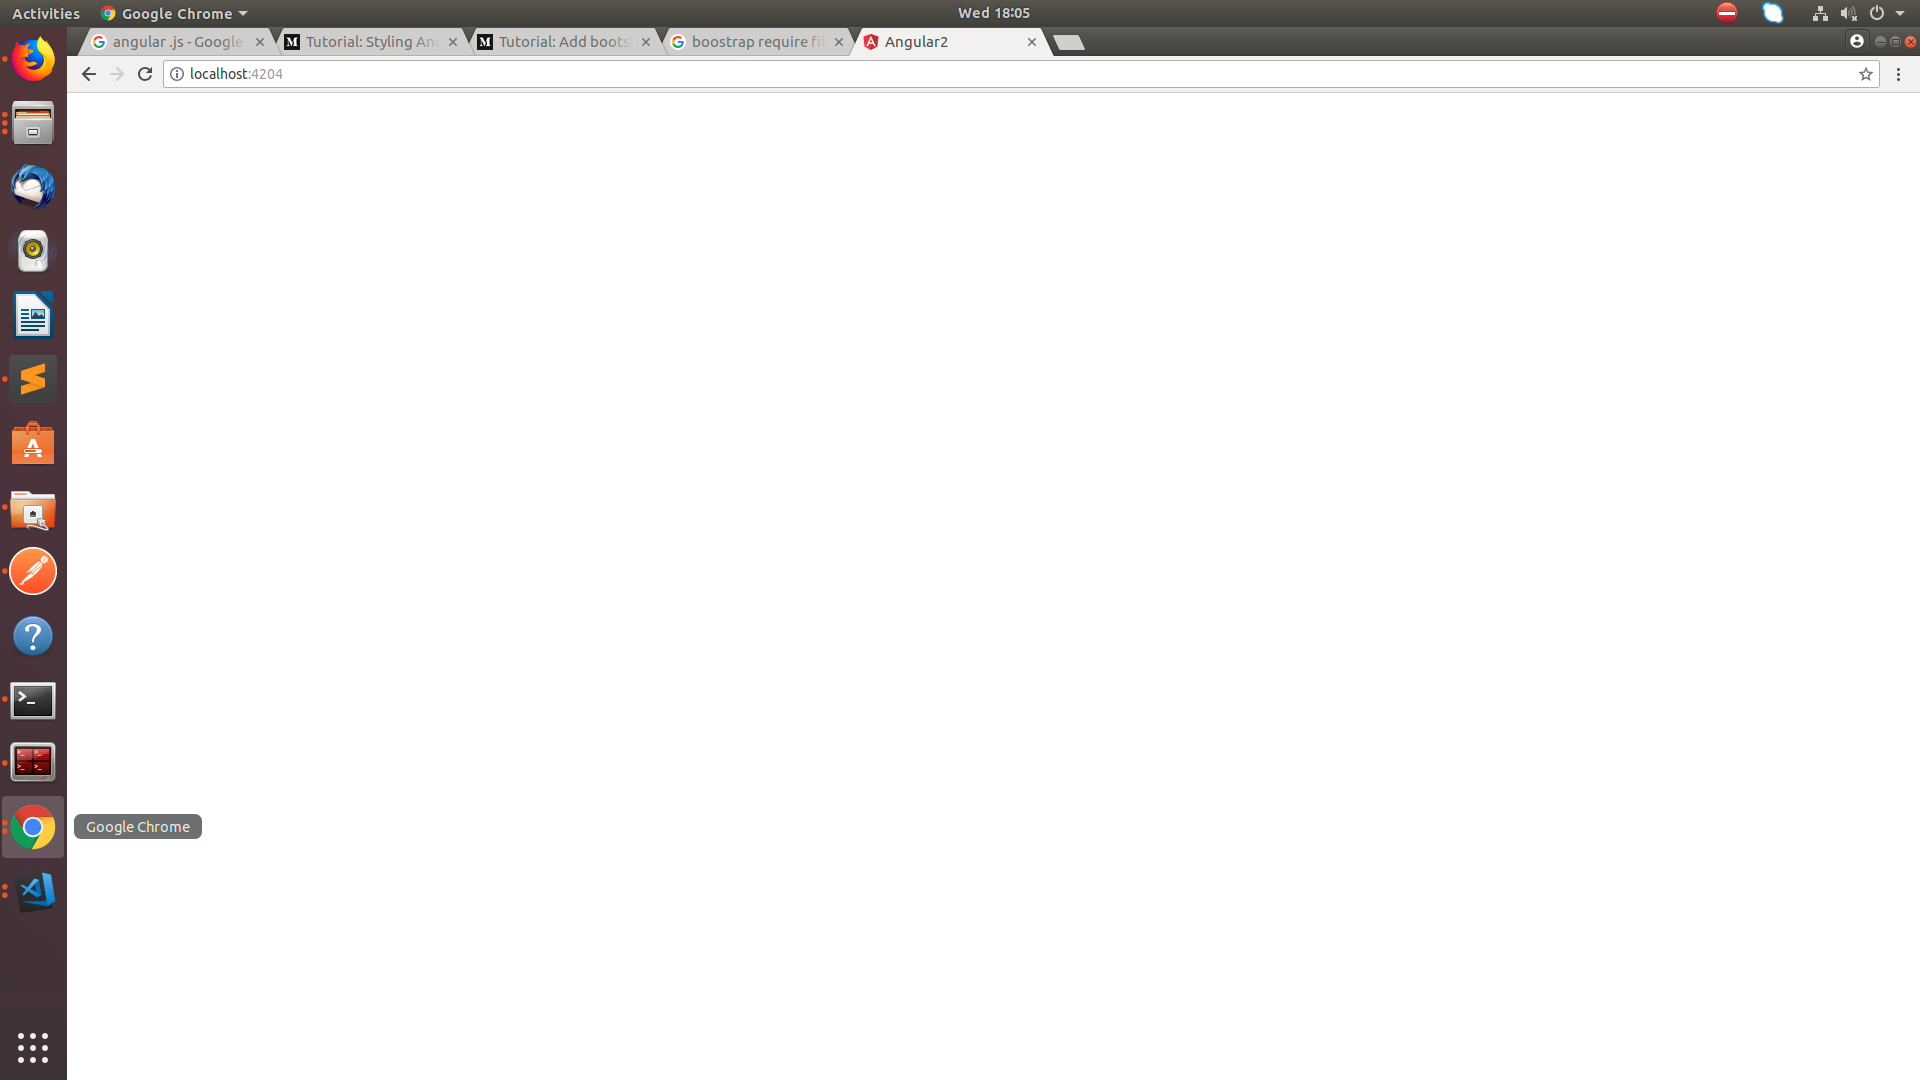 Activities
Google Chrome
Wed 18:05
angular .js - Google
Tutorial: Styling An
Tutorial: Add boots
boostrap require fi
Angular2
localhost:4204
Google Chrome